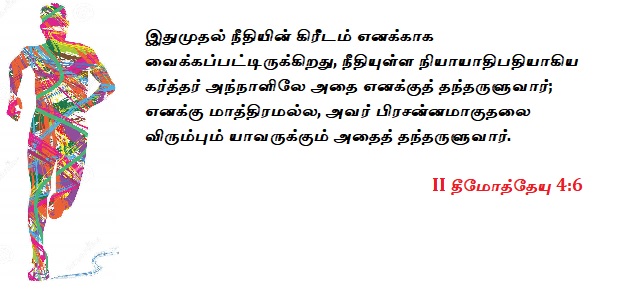 இதுமுதல் நீதியின் கிரீடம் எனக்காக
வைக்கப்பட்டிருக்கிறது, நீதியுள்ள நியாயாதிபதியாகிய
கர்த்தர் அந்நாளிலே அதை எனக்குத் தந்தருளுவார்;
எனக்கு மாத்திரமல்ல, அவர் பிரசன்னமாகுதலை
விரும்பும் யாவருக்கும் அதைத் தந்தருளுவார்.
II தீமோத்தேயு 4:6